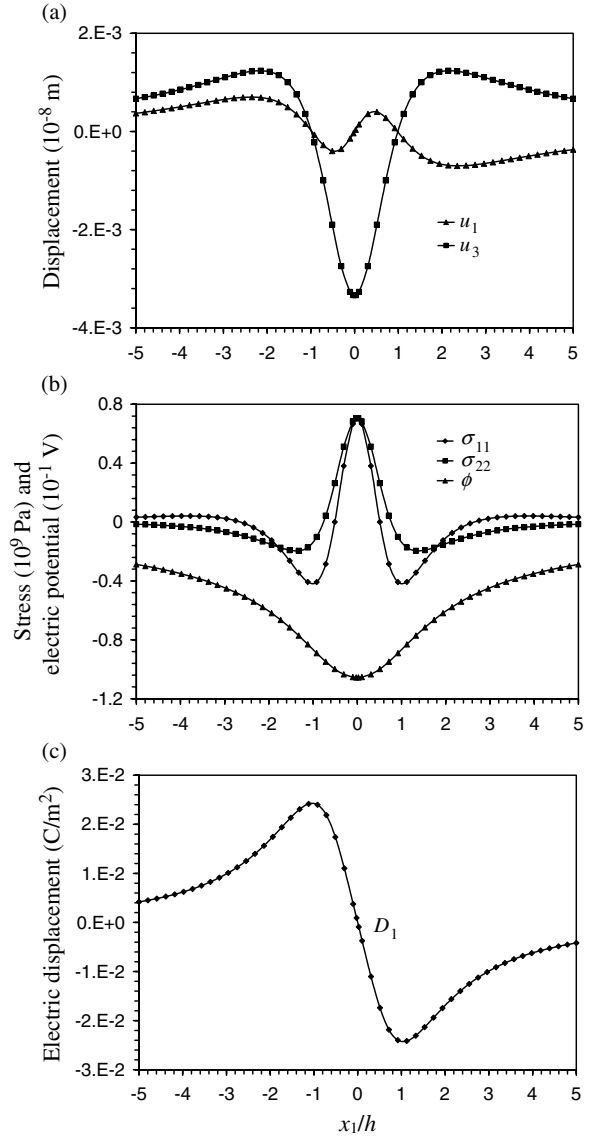 (a)
2.E-3
0.E+0
-2.E-3
-4.E-3
Displacement (10⁻⁸ m)
u₁
u₃
-5 -4 -3 -2 -1 0 1 2 3 4 5
(b)
0.8
0.4
0
-0.4
-0.8
-1.2
Stress (10⁹ Pa) and
electric potential (10⁻¹ V)
σ₁₁
σ₂₂
ϕ
-5 -4 -3 -2 -1 0 1 2 3 4 5
(c)
3.E-2
2.E-2
1.E-2
0.E+0
-1.E-2
-2.E-2
-3.E-2
Electric displacement (C/m²)
D₁
-5 -4 -3 -2 -1 0 1 2 3 4 5
x₁/h